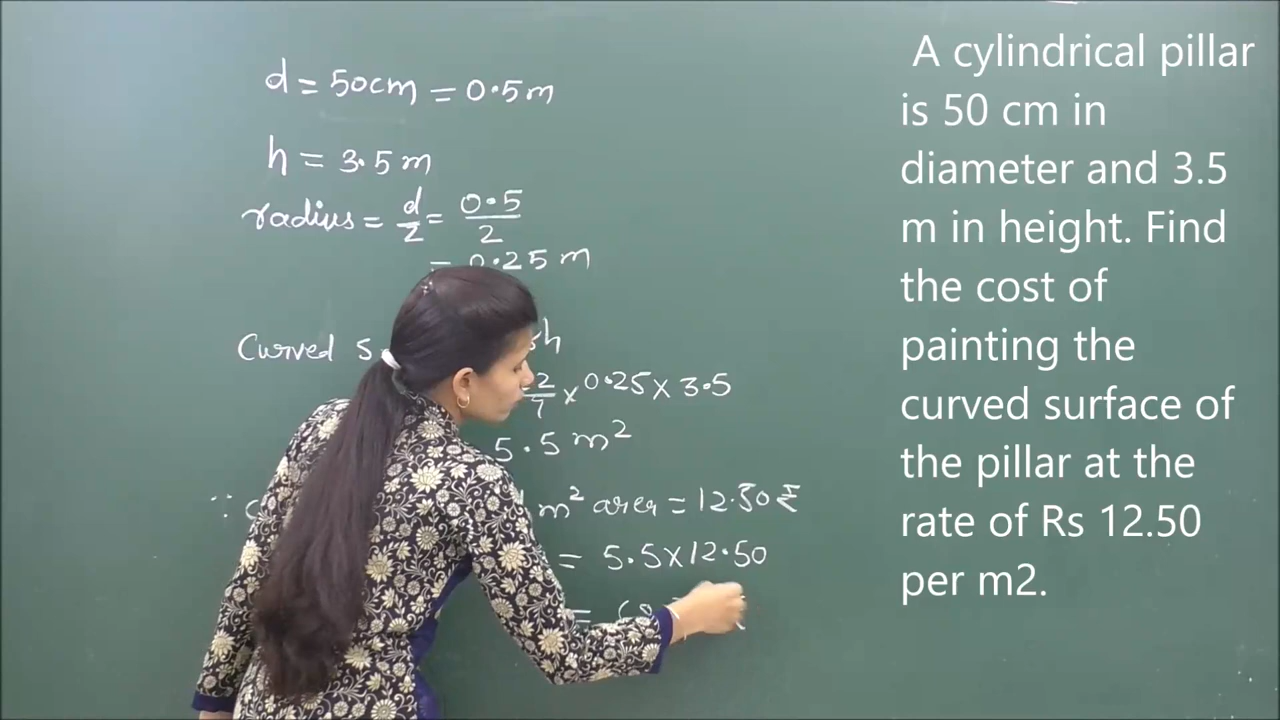 d = 50cm = 0.5m
h = 3.5 m
radius = d/2 = 0.5/2
= 0.25 m
Curved
h
× 0.25 × 3.5
5.5 m²
m² area = 12.50 ₹
= 5.5 × 12.50
=
A cylindrical pillar
is 50 cm in
diameter and 3.5
m in height. Find
the cost of
painting the
curved surface of
the pillar at the
rate of Rs 12.50
per m2.